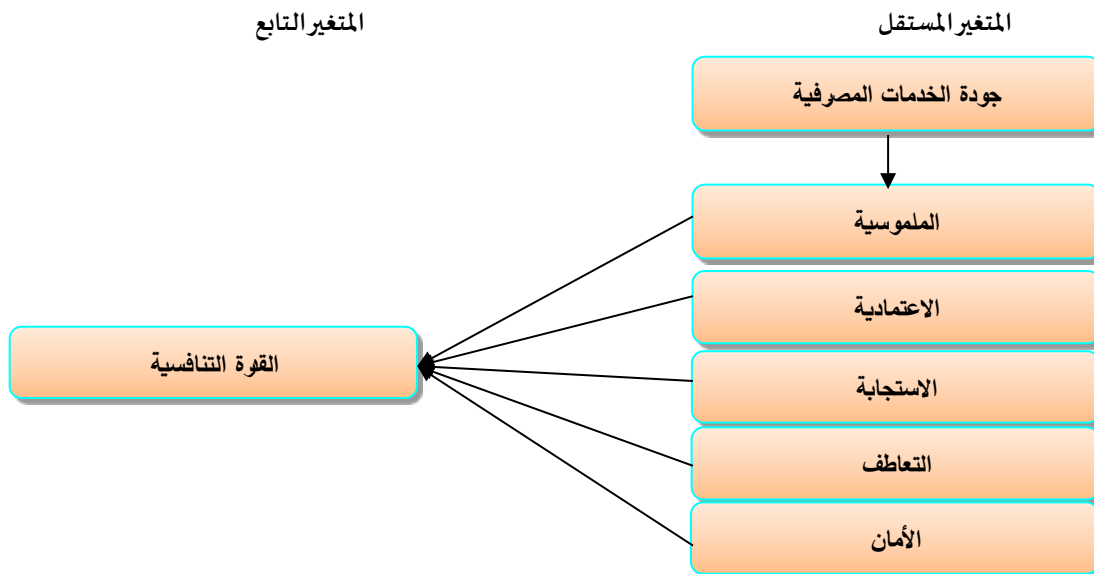 المتغير المستقل
المتغير التابع
جودة الخدمات المصرفية
الملموسية
الاعتمادية
القوة التنافسية
الاستجابة
التعاطف
الأمان